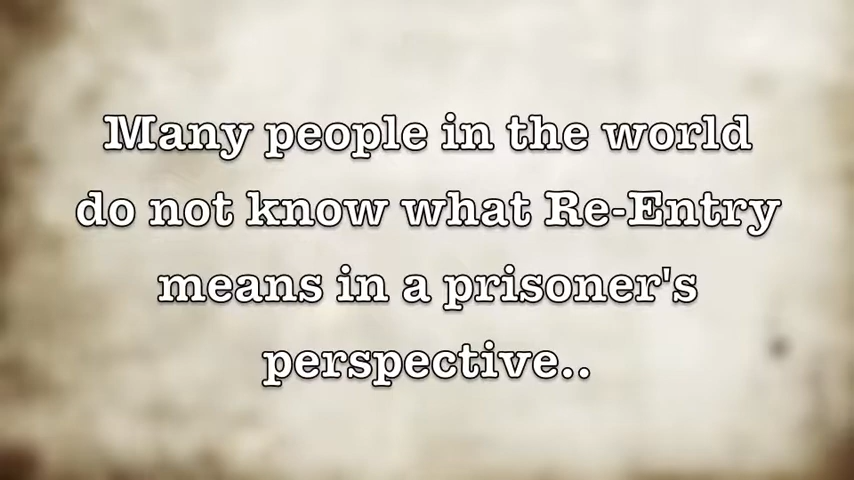 Many people in the world
do not know what Re-Entry
means in a prisoner's
perspective..